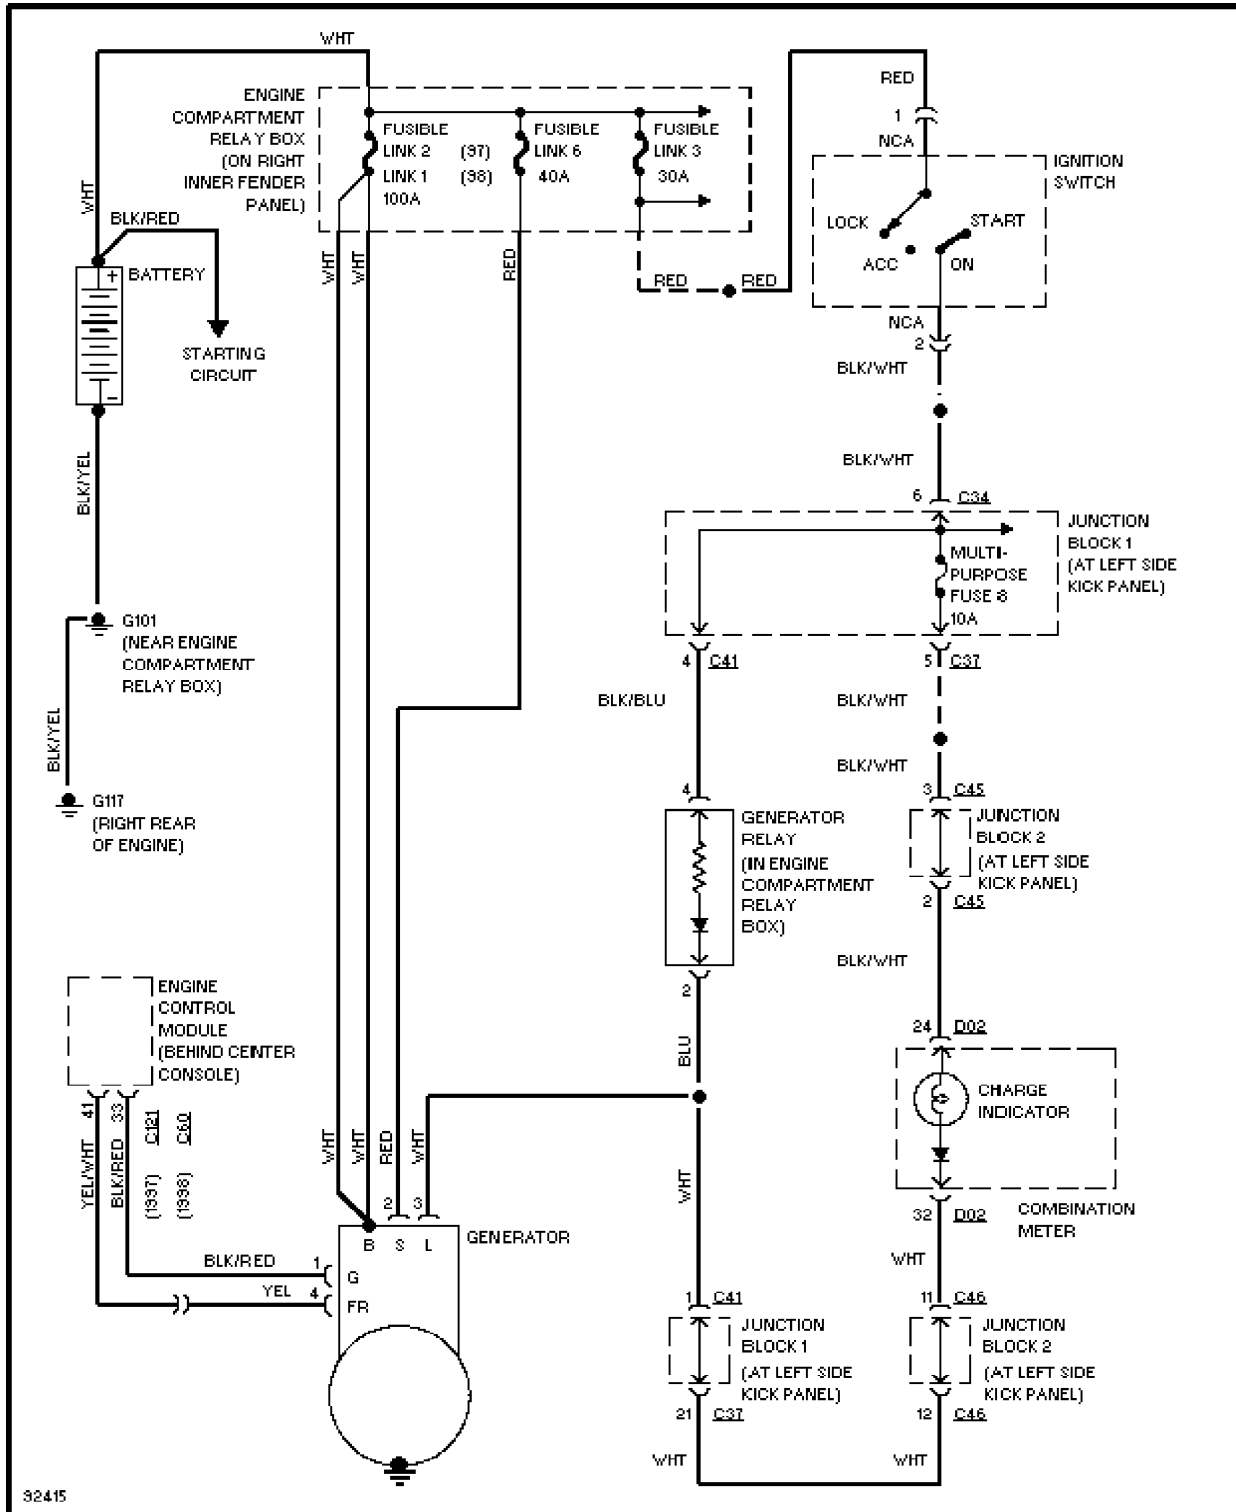 WHT
RED
1
NCA
ENGINE
COMPARTMENT
RELAY BOX
(ON RIGHT
INNER FENDER
PANEL)
FUSIBLE
LINK 2
LINK 1
100A
(97)
(98)
FUSIBLE
LINK 6
40A
FUSIBLE
LINK 3
30A
IGNITION
SWITCH
LOCK
START
ACC
ON
WHT
BLK/RED
BATTERY
+
-
STARTING
CIRCUIT
WHT
WHT
RED
RED
RED
NCA
2
BLK/WHT
BLK/WHT
6
C34
BLK/YEL
JUNCTION
BLOCK 1
(AT LEFT SIDE
KICK PANEL)
MULTI-
PURPOSE
FUSE 8
10A
G101
(NEAR ENGINE
COMPARTMENT
RELAY BOX)
4
C41
5
C37
BLK/BLU
BLK/WHT
BLK/YEL
BLK/WHT
G117
(RIGHT REAR
OF ENGINE)
4
3
C45
GENERATOR
RELAY
(IN ENGINE
COMPARTMENT
RELAY
BOX)
JUNCTION
BLOCK 2
(AT LEFT SIDE
KICK PANEL)
2
C45
2
BLK/WHT
ENGINE
CONTROL
MODULE
(BEHIND CENTER
CONSOLE)
BLU
24
D02
CHARGE
INDICATOR
41
33
C121
C60
YEL/WHT
BLK/RED
(1997)
(1998)
WHT
WHT
RED
WHT
WHT
2
3
32
D02
COMBINATION
METER
GENERATOR
B
S
L
WHT
BLK/RED
1
G
YEL
4
FR
1
C41
11
C46
JUNCTION
BLOCK 1
(AT LEFT SIDE
KICK PANEL)
JUNCTION
BLOCK 2
(AT LEFT SIDE
KICK PANEL)
21
C37
12
C46
WHT
WHT
92415